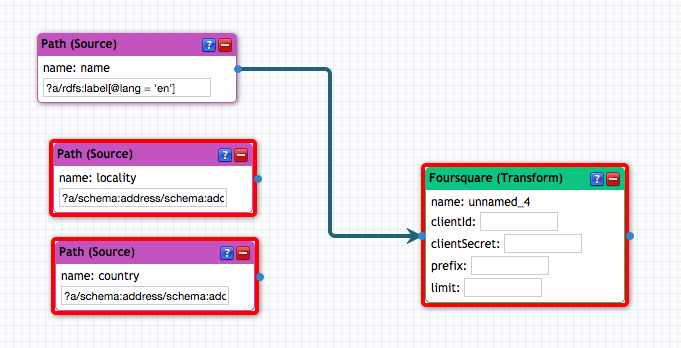 Path (Source) ?
name: name
?a/rdfs:label[@lang = 'en']
Path (Source) ?
name: locality
?a/schema:address/schema:adc
Path (Source) ?
name: country
?a/schema:address/schema:adc
Foursquare (Transform) ?
name: unnamed_4
clientId:
clientSecret:
prefix:
limit: